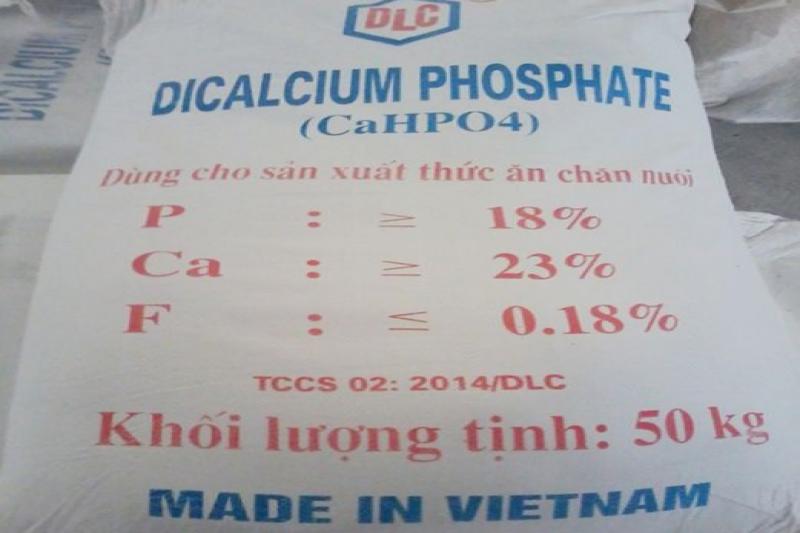 DLC
DICALCIUM PHOSPHATE
(CaHPO4)
Dùng cho sản xuất thức ăn chăn nuôi
P : ≥ 18%
Ca : ≥ 23%
F : ≤ 0.18%
TCCS 02: 2014/DLC
Khối lượng tịnh: 50 kg
MADE IN VIETNAM
DICALCIUM